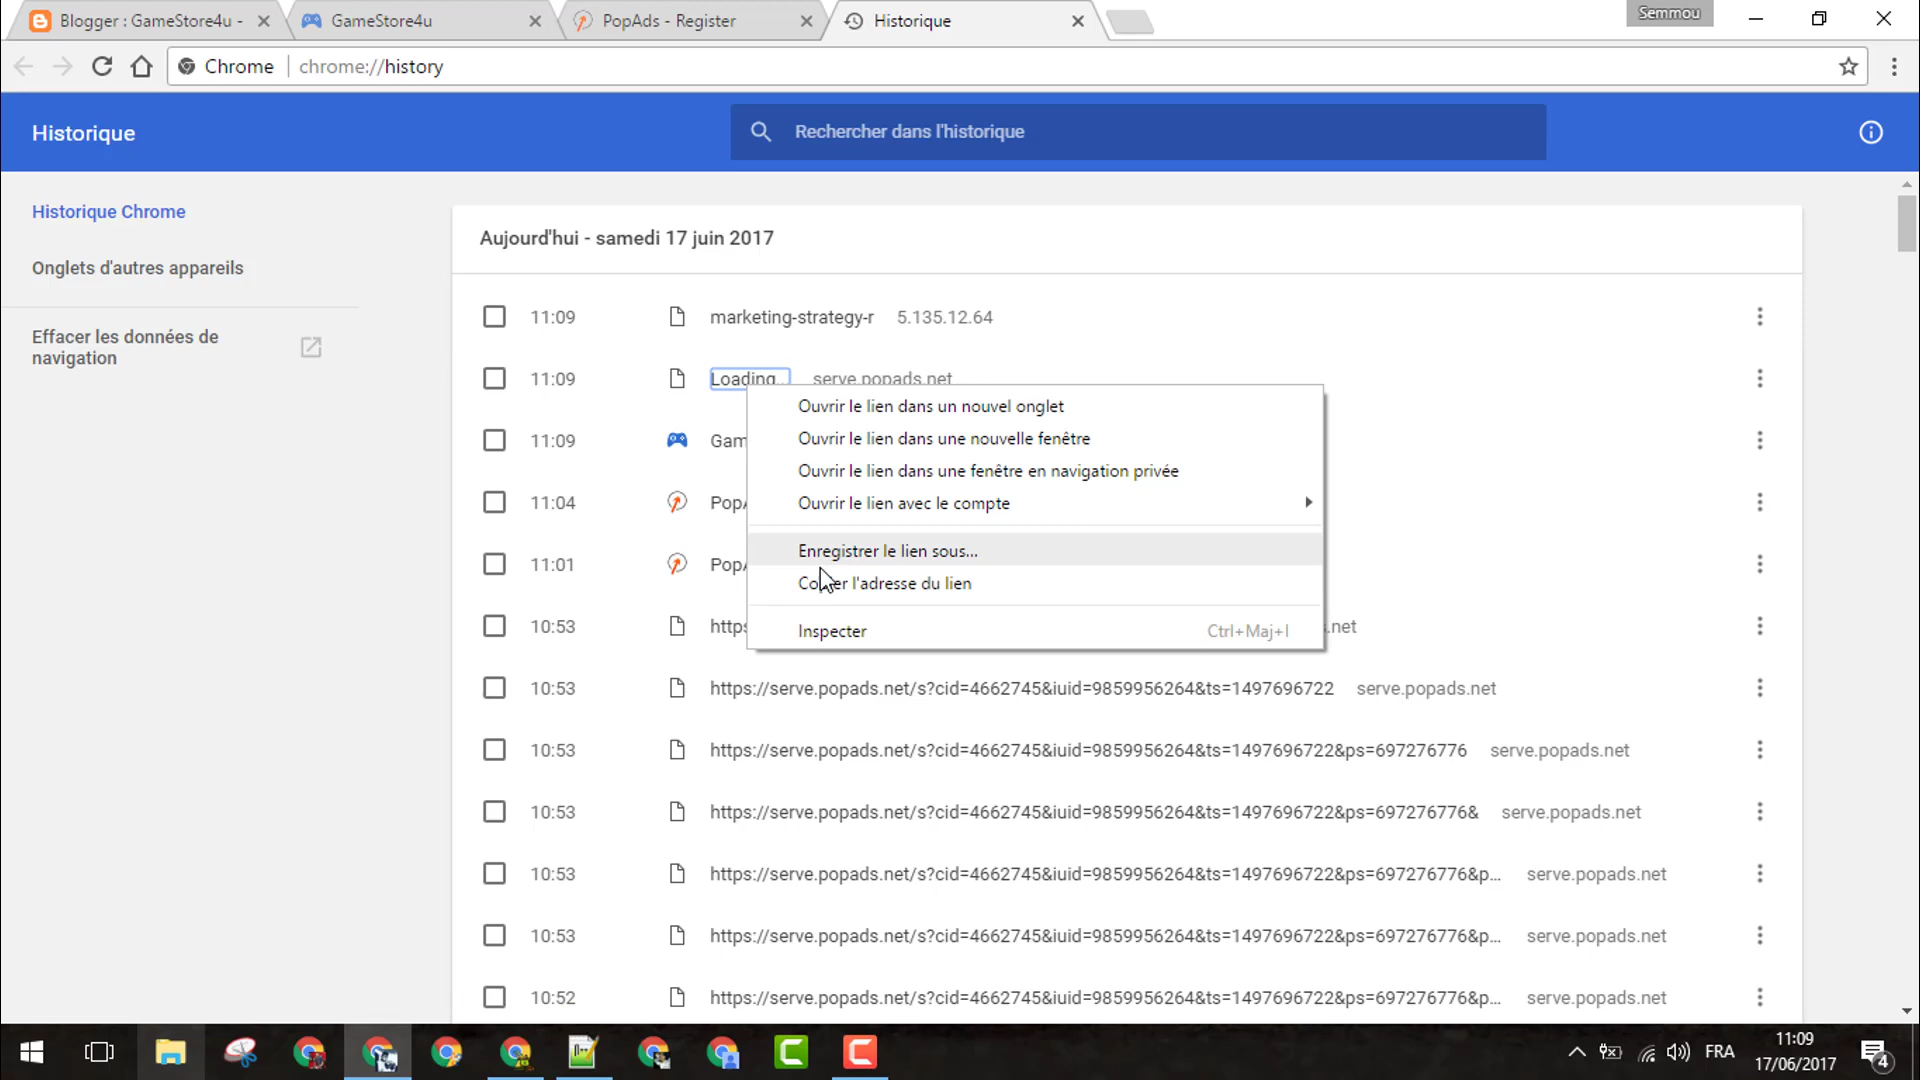 Blogger : GameStore4u -
GameStore4u
PopAds - Register
Historique
Semmou
Chrome
chrome://history
Historique
Rechercher dans l'historique
Historique Chrome
Onglets d'autres appareils
Effacer les données de
navigation
Aujourd'hui - samedi 17 juin 2017
11:09 marketing-strategy-r 5.135.12.64
11:09 Loading... serve.popads.net
11:09
11:04
11:01
10:53 .net
Ouvrir le lien dans un nouvel onglet
Ouvrir le lien dans une nouvelle fenêtre
Ouvrir le lien dans une fenêtre en navigation privée
Ouvrir le lien avec le compte
Enregistrer le lien sous...
Copier l'adresse du lien
Inspecter Ctrl+Maj+I
10:53 https://serve.popads.net/s?cid=4662745&iuid=9859956264&ts=1497696722 serve.popads.net
10:53 https://serve.popads.net/s?cid=4662745&iuid=9859956264&ts=1497696722&ps=697276776 serve.popads.net
10:53 https://serve.popads.net/s?cid=4662745&iuid=9859956264&ts=1497696722&ps=697276776& serve.popads.net
10:53 https://serve.popads.net/s?cid=4662745&iuid=9859956264&ts=1497696722&ps=697276776&p... serve.popads.net
10:53 https://serve.popads.net/s?cid=4662745&iuid=9859956264&ts=1497696722&ps=697276776&p... serve.popads.net
10:52 https://serve.popads.net/s?cid=4662745&iuid=9859956264&ts=1497696722&ps=697276776&p... serve.popads.net
FRA
11:09
17/06/2017
4